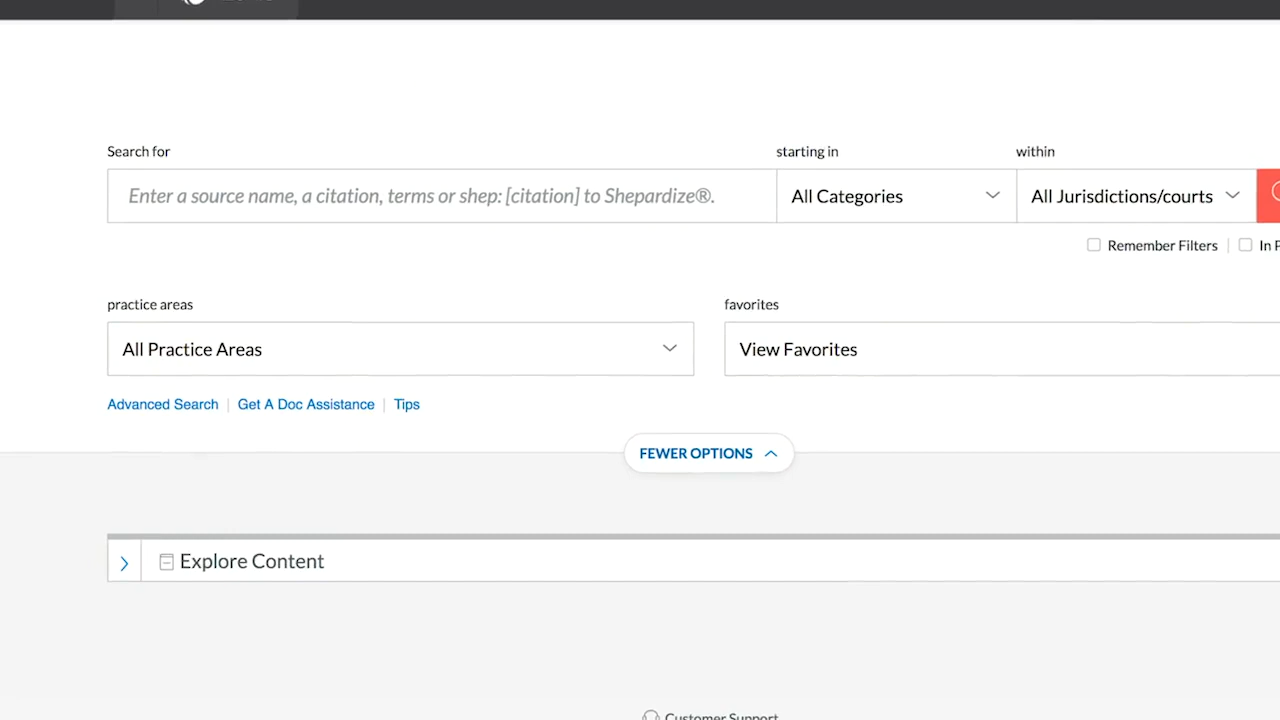 Search for
starting in
within
Enter a source name, a citation, terms or shep: [citation] to Shepardize®.
All Categories
All Jurisdictions/courts
Remember Filters
In
practice areas
favorites
All Practice Areas
View Favorites
Advanced Search | Get A Doc Assistance | Tips
FEWER OPTIONS
Explore Content
Customer Support